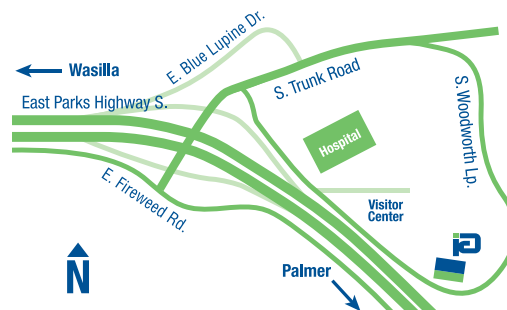 E. Blue Lupine Dr.
Wasilla
S. Trunk Road
East Parks Highway S.
S. Woodworth Lp.
Hospital
E. Fireweed Rd.
Visitor
Center
N
Palmer